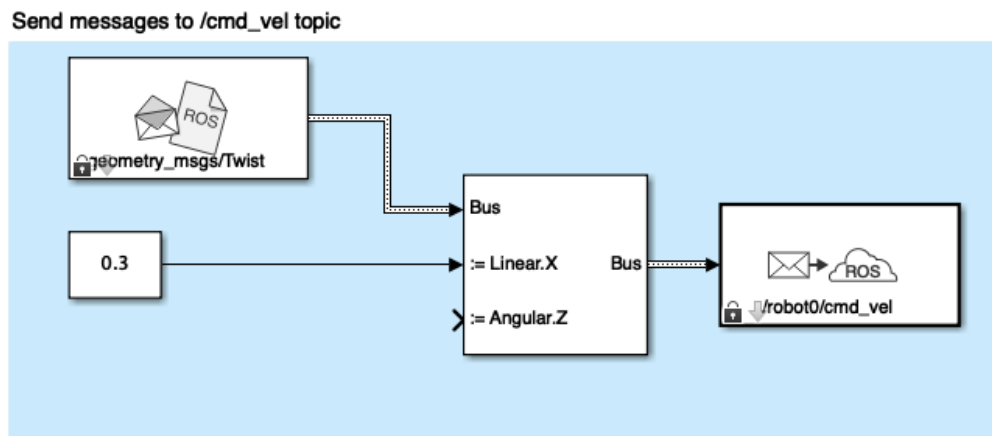 Send messages to /cmd_vel topic
ROS
geometry_msgs/Twist
Bus
0.3
:= Linear.X
Bus
:= Angular.Z
ROS
/robot0/cmd_vel